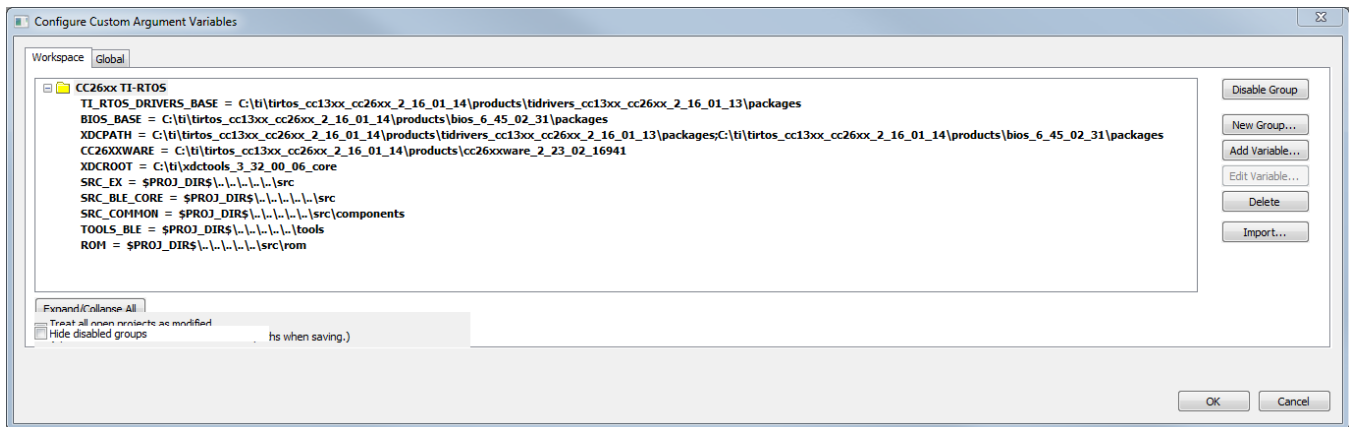 Configure Custom Argument Variables
Workspace Global
CC26xx TI-RTOS
TI_RTOS_DRIVERS_BASE = C:\ti\tirtos_cc13xx_cc26xx_2_16_01_14\products\tidrivers_cc13xx_cc26xx_2_16_01_13\packages
BIOS_BASE = C:\ti\tirtos_cc13xx_cc26xx_2_16_01_14\products\bios_6_45_02_31\packages
XDCPATH = C:\ti\tirtos_cc13xx_cc26xx_2_16_01_14\products\tidrivers_cc13xx_cc26xx_2_16_01_13\packages;C:\ti\tirtos_cc13xx_cc26xx_2_16_01_14\products\bios_6_45_02_31\packages
CC26XXWARE = C:\ti\tirtos_cc13xx_cc26xx_2_16_01_14\products\cc26xxware_2_23_02_16941
XDCROOT = C:\ti\xdctools_3_32_00_06_core
SRC_EX = $PROJ_DIR$\..\..\..\..\..\src
SRC_BLE_CORE = $PROJ_DIR$\..\..\..\..\..\src
SRC_COMMON = $PROJ_DIR$\..\..\..\..\..\src\components
TOOLS_BLE = $PROJ_DIR$\..\..\..\..\..\tools
ROM = $PROJ_DIR$\..\..\..\..\..\src\rom
Disable Group
New Group...
Add Variable...
Edit Variable...
Delete
Import...
Expand/Collapse All
Treat all open projects as modified
Hide disabled groups
hs when saving.)
OK Cancel